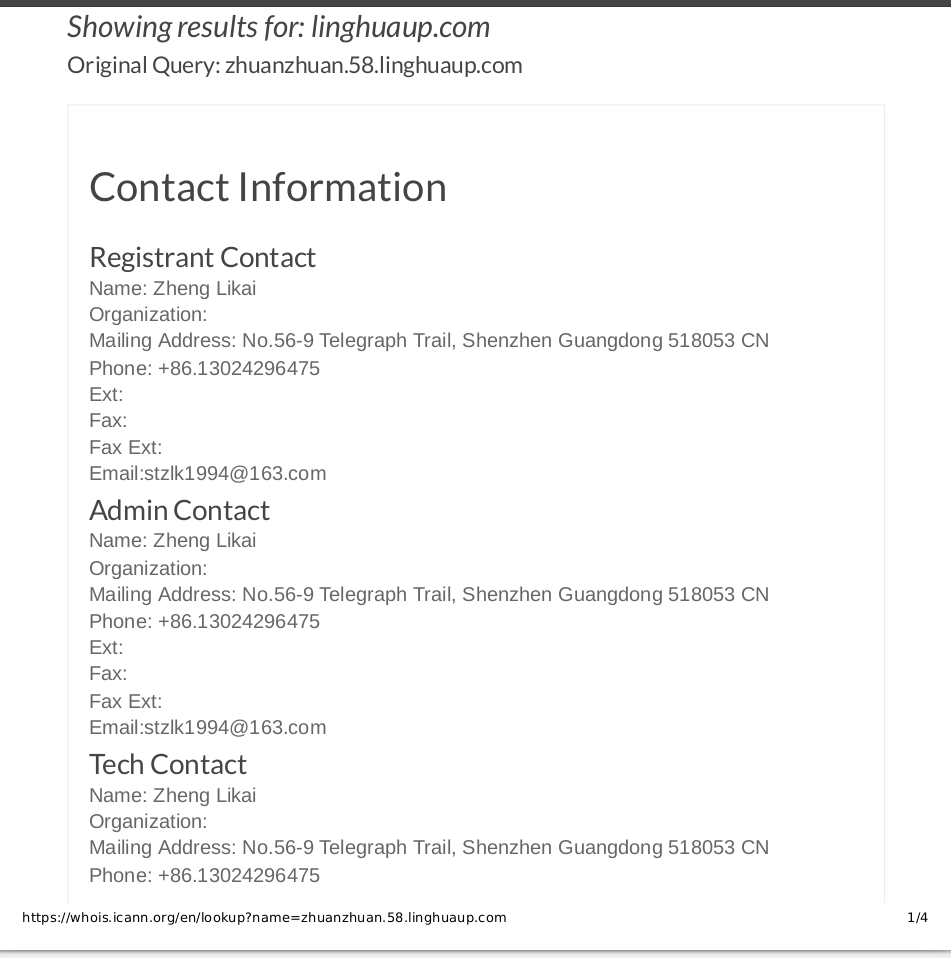 Showing results for: linghuaup.com
Original Query: zhuanzhuan.58.linghuaup.com
Contact Information
Registrant Contact
Name: Zheng Likai
Organization:
Mailing Address: No.56-9 Telegraph Trail, Shenzhen Guangdong 518053 CN
Phone: +86.13024296475
Ext:
Fax:
Fax Ext:
Email:stzlk1994@163.com
Admin Contact
Name: Zheng Likai
Organization:
Mailing Address: No.56-9 Telegraph Trail, Shenzhen Guangdong 518053 CN
Phone: +86.13024296475
Ext:
Fax:
Fax Ext:
Email:stzlk1994@163.com
Tech Contact
Name: Zheng Likai
Organization:
Mailing Address: No.56-9 Telegraph Trail, Shenzhen Guangdong 518053 CN
Phone: +86.13024296475
https://whois.icann.org/en/lookup?name=zhuanzhuan.58.linghuaup.com 1/4